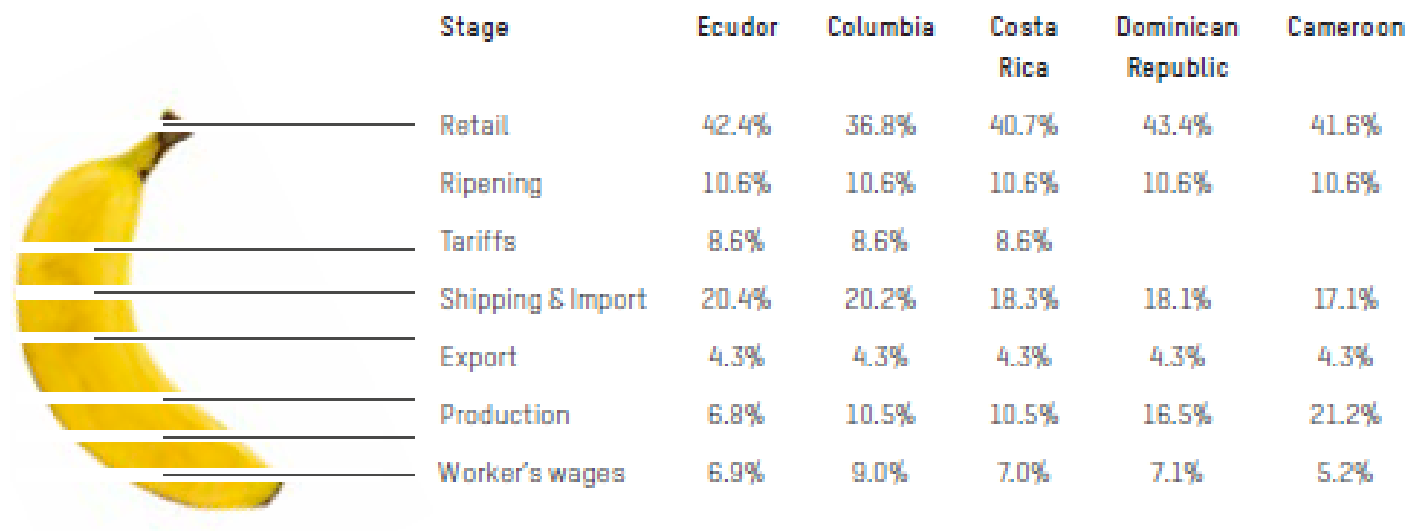 Stage Ecudor Columbia Costa Dominican Cameroon
Rica Republic
Retail 42.4% 36.8% 40.7% 43.4% 41.6%
Ripening 10.6% 10.6% 10.6% 10.6% 10.6%
Tariffs 8.6% 8.6% 8.6%
Shipping & Import 20.4% 20.2% 18.3% 18.1% 17.1%
Export 4.3% 4.3% 4.3% 4.3% 4.3%
Production 6.8% 10.5% 10.5% 16.5% 21.2%
Worker's wages 6.9% 9.0% 7.0% 7.1% 5.2%